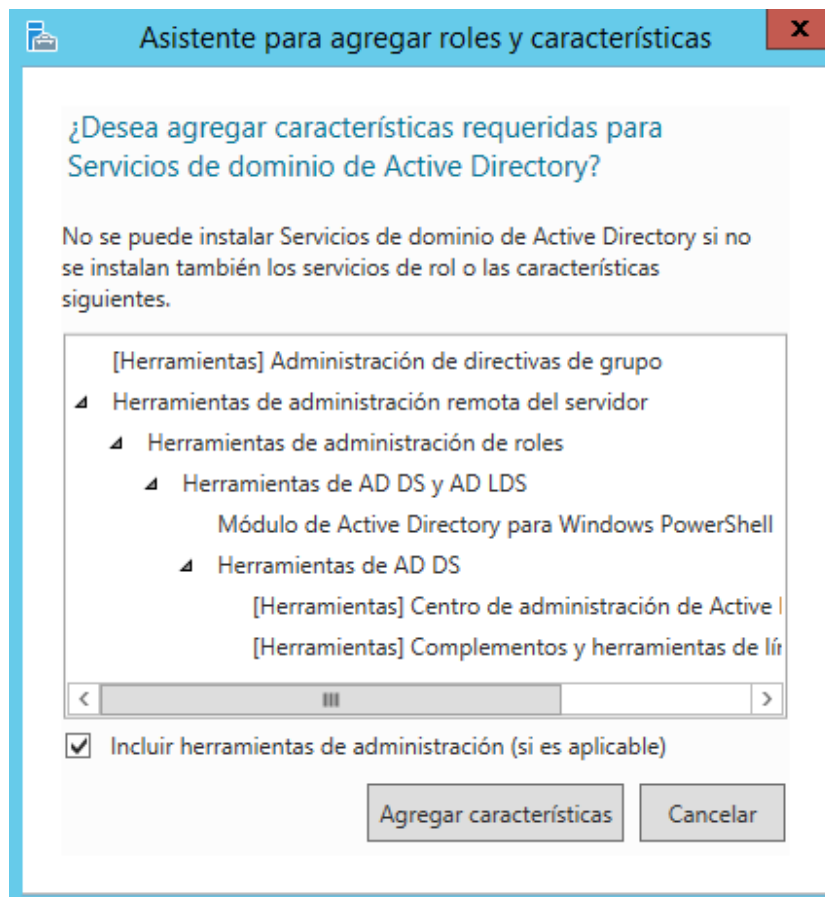 Asistente para agregar roles y características
x
¿Desea agregar características requeridas para
Servicios de dominio de Active Directory?
No se puede instalar Servicios de dominio de Active Directory si no
se instalan también los servicios de rol o las características
siguientes.
[Herramientas] Administración de directivas de grupo
Herramientas de administración remota del servidor
Herramientas de administración de roles
Herramientas de AD DS y AD LDS
Módulo de Active Directory para Windows PowerShell
Herramientas de AD DS
[Herramientas] Centro de administración de Active
[Herramientas] Complementos y herramientas de
Incluir herramientas de administración (si es aplicable)
Agregar características
Cancelar